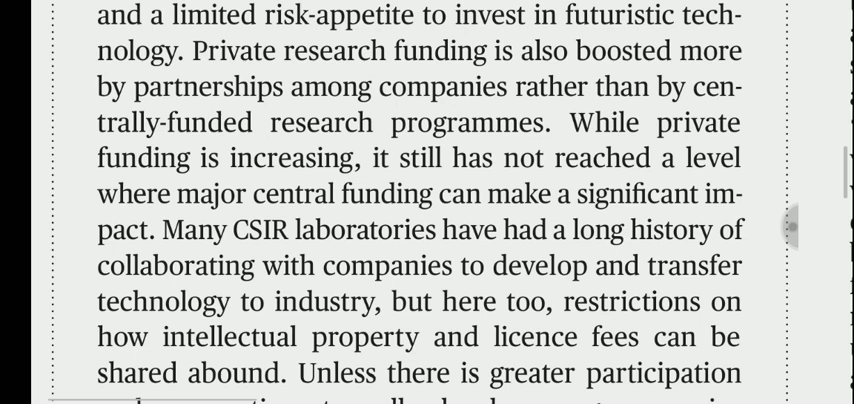 and a limited risk-appetite to invest in futuristic tech-
nology. Private research funding is also boosted more
by partnerships among companies rather than by cen-
trally-funded research programmes. While private
funding is increasing, it still has not reached a level
where major central funding can make a significant im-
pact. Many CSIR laboratories have had a long history of
collaborating with companies to develop and transfer
technology to industry, but here too, restrictions on
how intellectual property and licence fees can be
shared abound. Unless there is greater participation